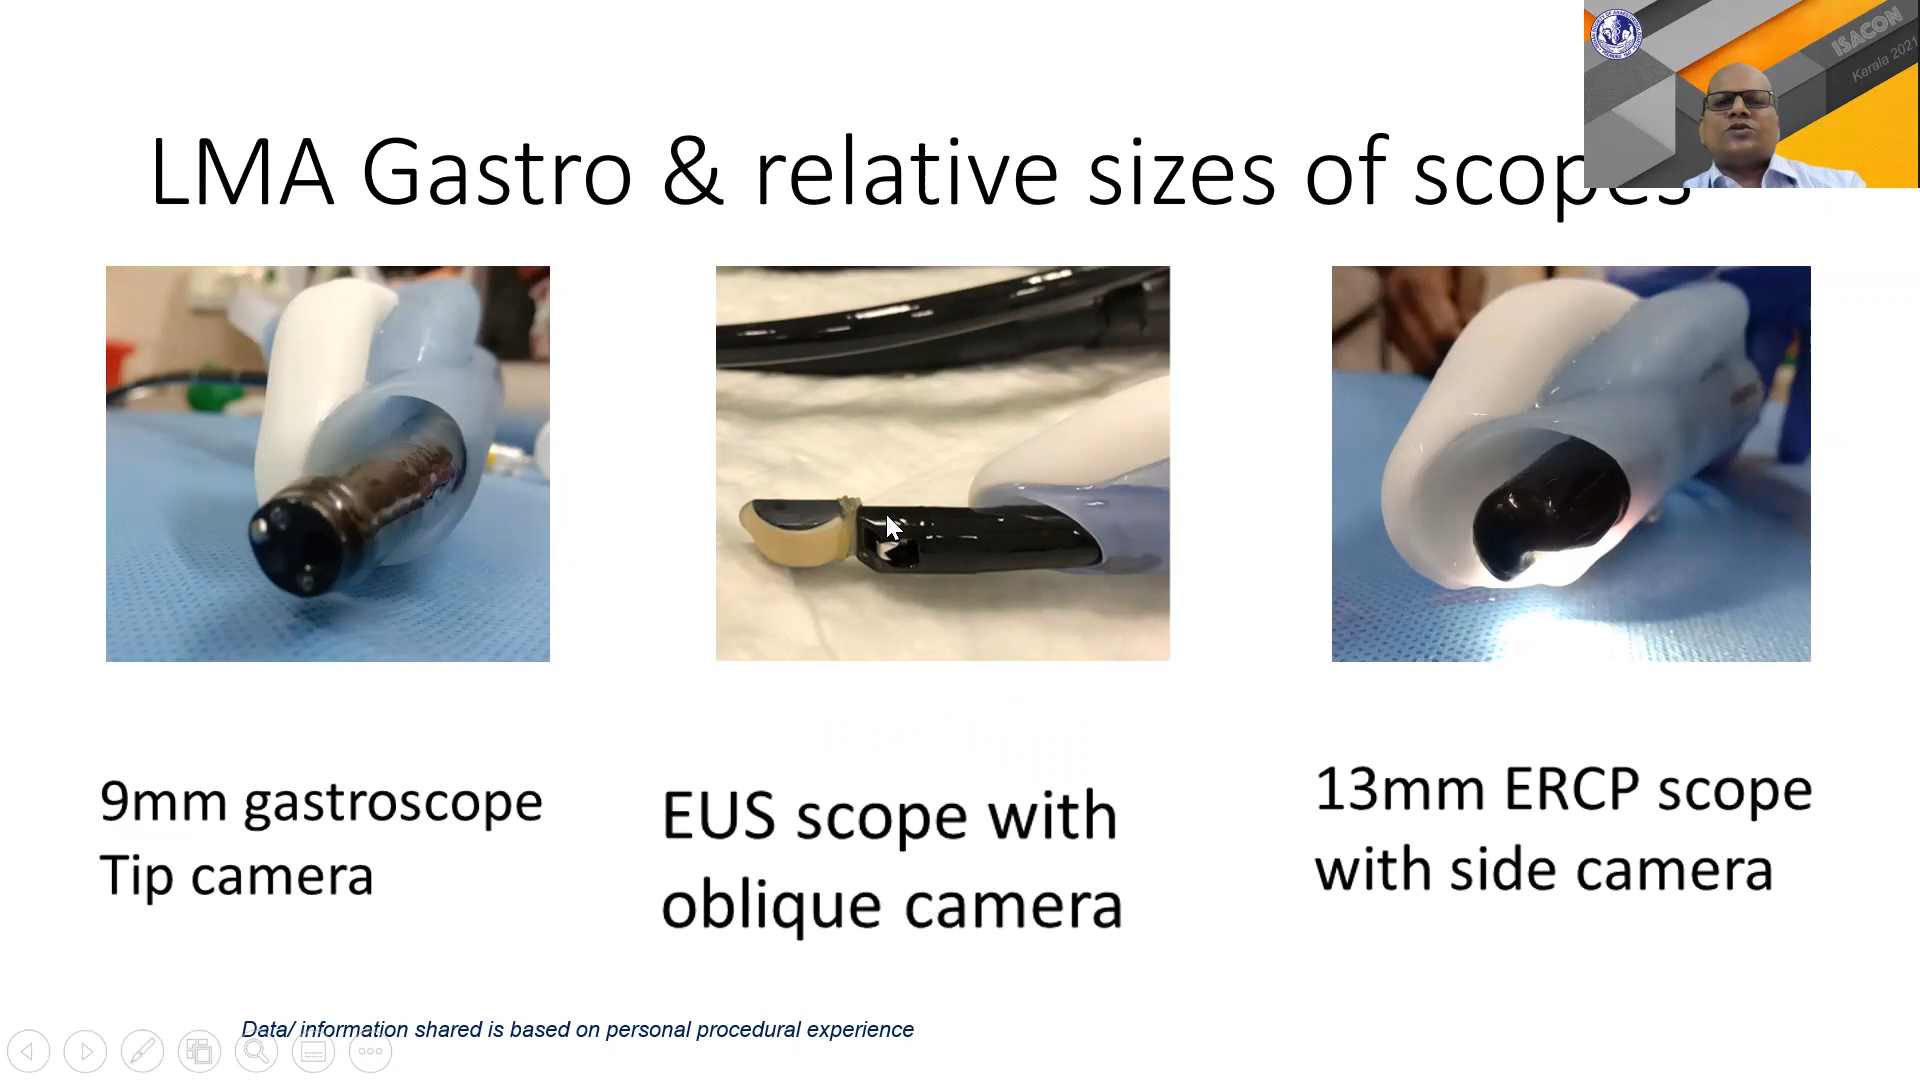 LMA Gastro & relative sizes of scopes
ISACON
Kerala 2021
9mm gastroscope
Tip camera
EUS scope with
oblique camera
13mm ERCP scope
with side camera
Data/ information shared is based on personal procedural experience